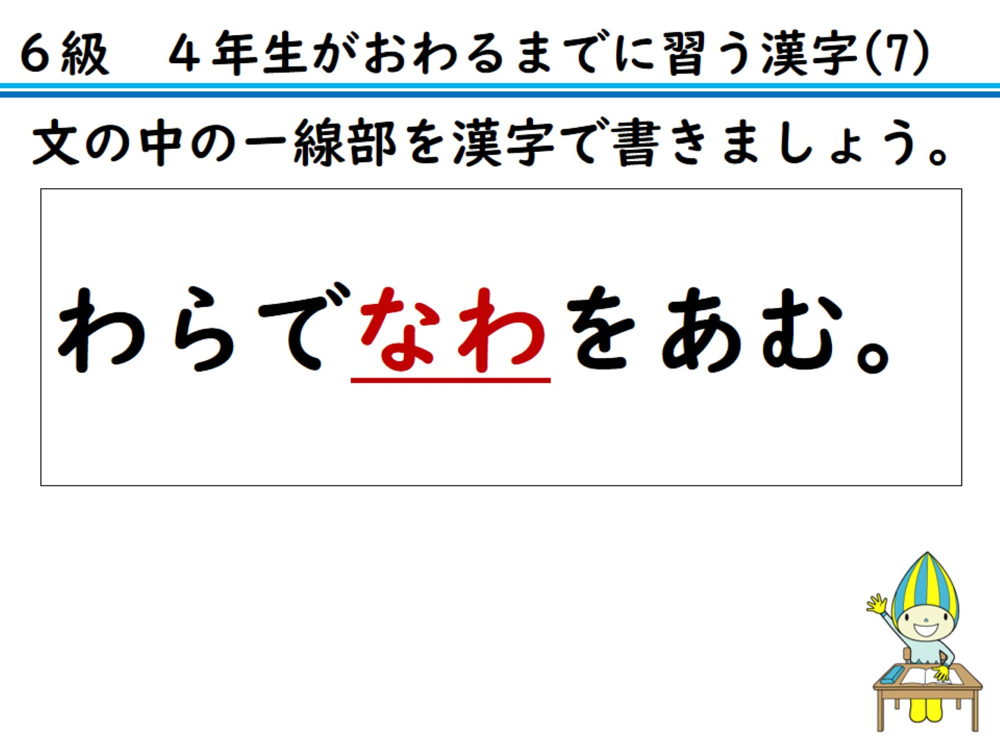 ６級　４年生がおわるまでに習う漢字(7)
文の中の―線部を漢字で書きましょう。
わらでなわをあむ。